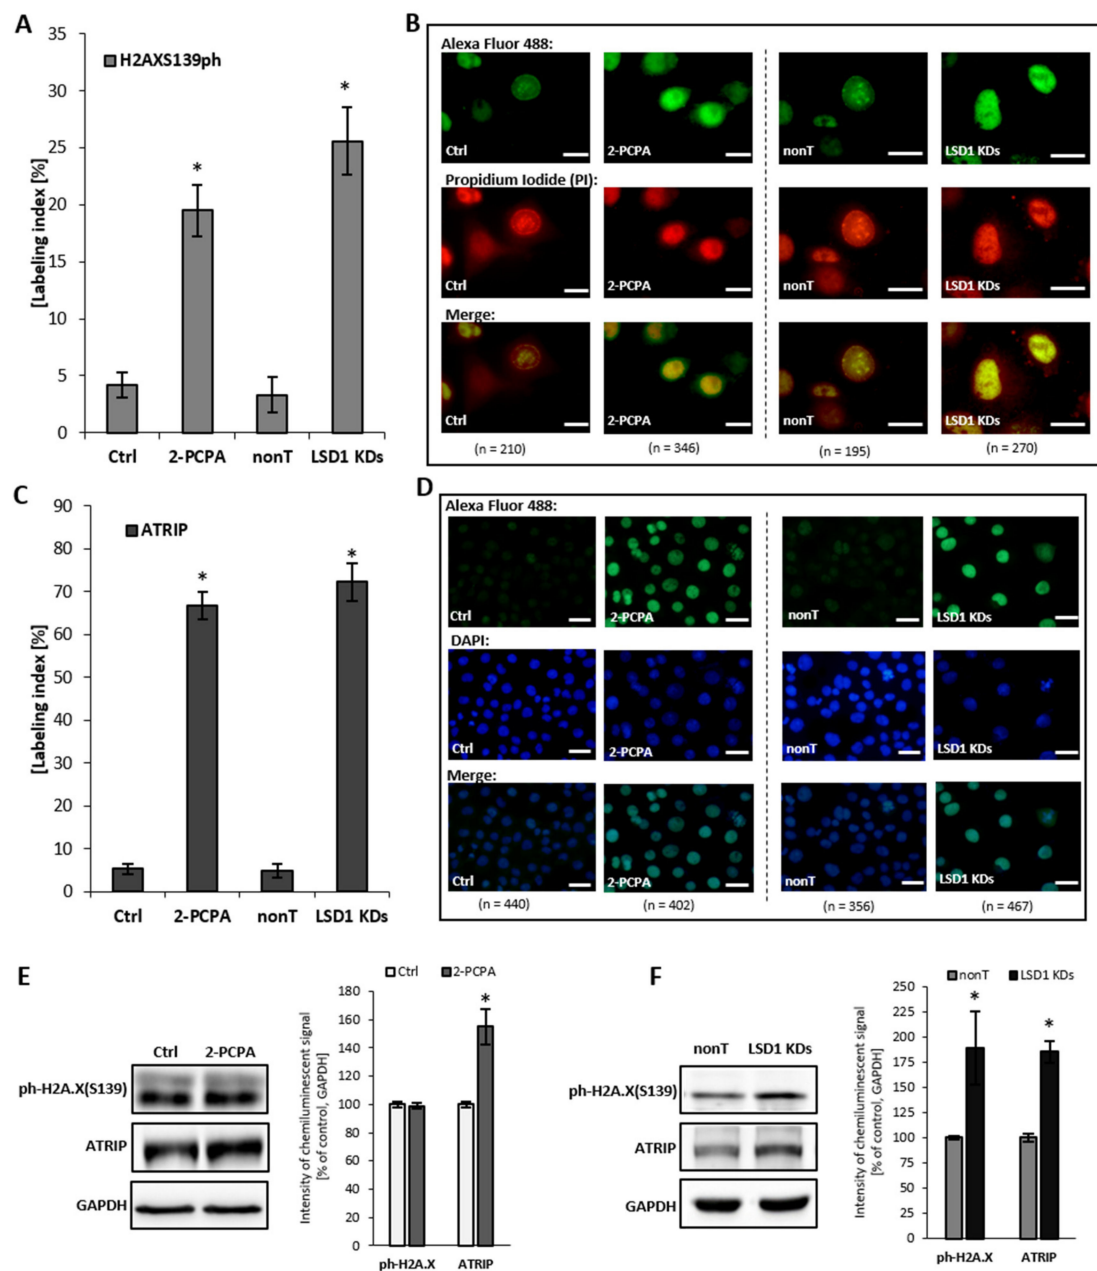 A
35
30
25
20
15
10
5
0
[Labeling index [%]
H2AXS139ph
*
*
Ctrl 2-PCPA nonT LSD1 KDs
B
Alexa Fluor 488:
Ctrl 2-PCPA nonT LSD1 KDs
Propidium Iodide (PI):
Ctrl 2-PCPA nonT LSD1 KDs
Merge:
Ctrl 2-PCPA nonT LSD1 KDs
(n = 210) (n = 346) (n = 195) (n = 270)
C
90
80
70
60
50
40
30
20
10
0
[Labeling index [%]
ATRIP
*
*
Ctrl 2-PCPA nonT LSD1 KDs
D
Alexa Fluor 488:
Ctrl 2-PCPA nonT LSD1 KDs
DAPI:
Ctrl 2-PCPA nonT LSD1 KDs
Merge:
Ctrl 2-PCPA nonT LSD1 KDs
(n = 440) (n = 402) (n = 356) (n = 467)
E
Ctrl 2-PCPA
ph-H2A.X(S139)
ATRIP
GAPDH
Ctrl 2-PCPA
Intensity of chemiluminescent signal
[% of control, GAPDH]
180
160
140
120
100
80
60
40
20
0
*
ph-H2A.X ATRIP
F
nonT LSD1 KDs
ph-H2A.X(S139)
ATRIP
GAPDH
nonT LSD1 KDs
Intensity of chemiluminescent signal
[% of control, GAPDH]
250
225
200
175
150
125
100
75
50
25
0
*
*
ph-H2A.X ATRIP